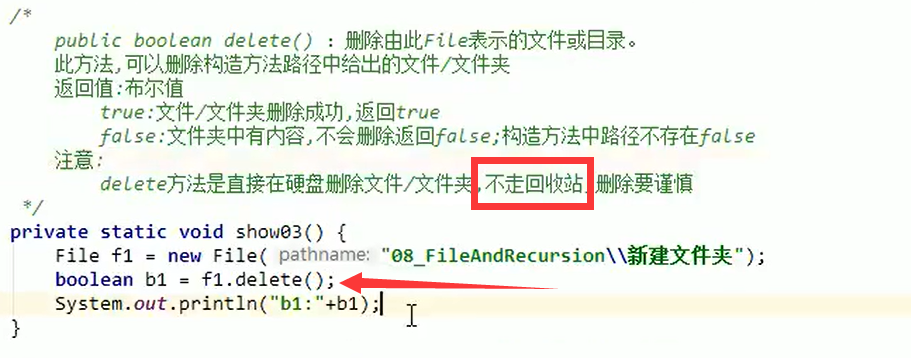 /*
public boolean delete() : 删除由此File表示的文件或目录。
此方法,可以删除构造方法路径中给出的文件/文件夹
返回值:布尔值
true:文件/文件夹删除成功,返回true
false:文件夹中有内容,不会删除返回false;构造方法中路径不存在false
注意:
delete方法是直接在硬盘删除文件/文件夹,不走回收站,删除要谨慎
*/
private static void show03() {
File f1 = new File( pathname: "08_FileAndRecursion\\新建文件夹");
boolean b1 = f1.delete();
System.out.println("b1:"+b1);
}